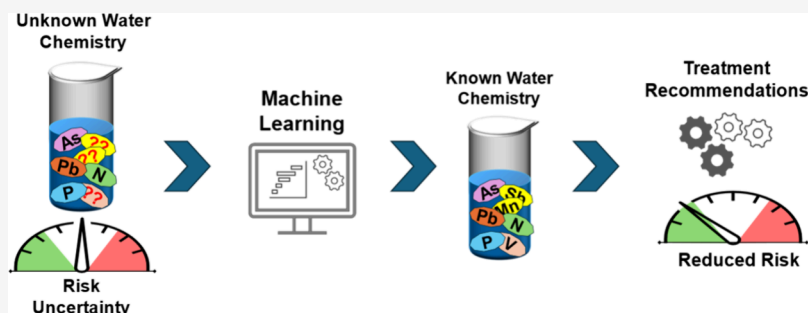 Unknown Water
Chemistry
As
??
??
Pb
N
P
??
Risk
Uncertainty
Machine
Learning
Known Water
Chemistry
As
Sb
Mn
Pb
N
P
V
Treatment
Recommendations
Reduced Risk